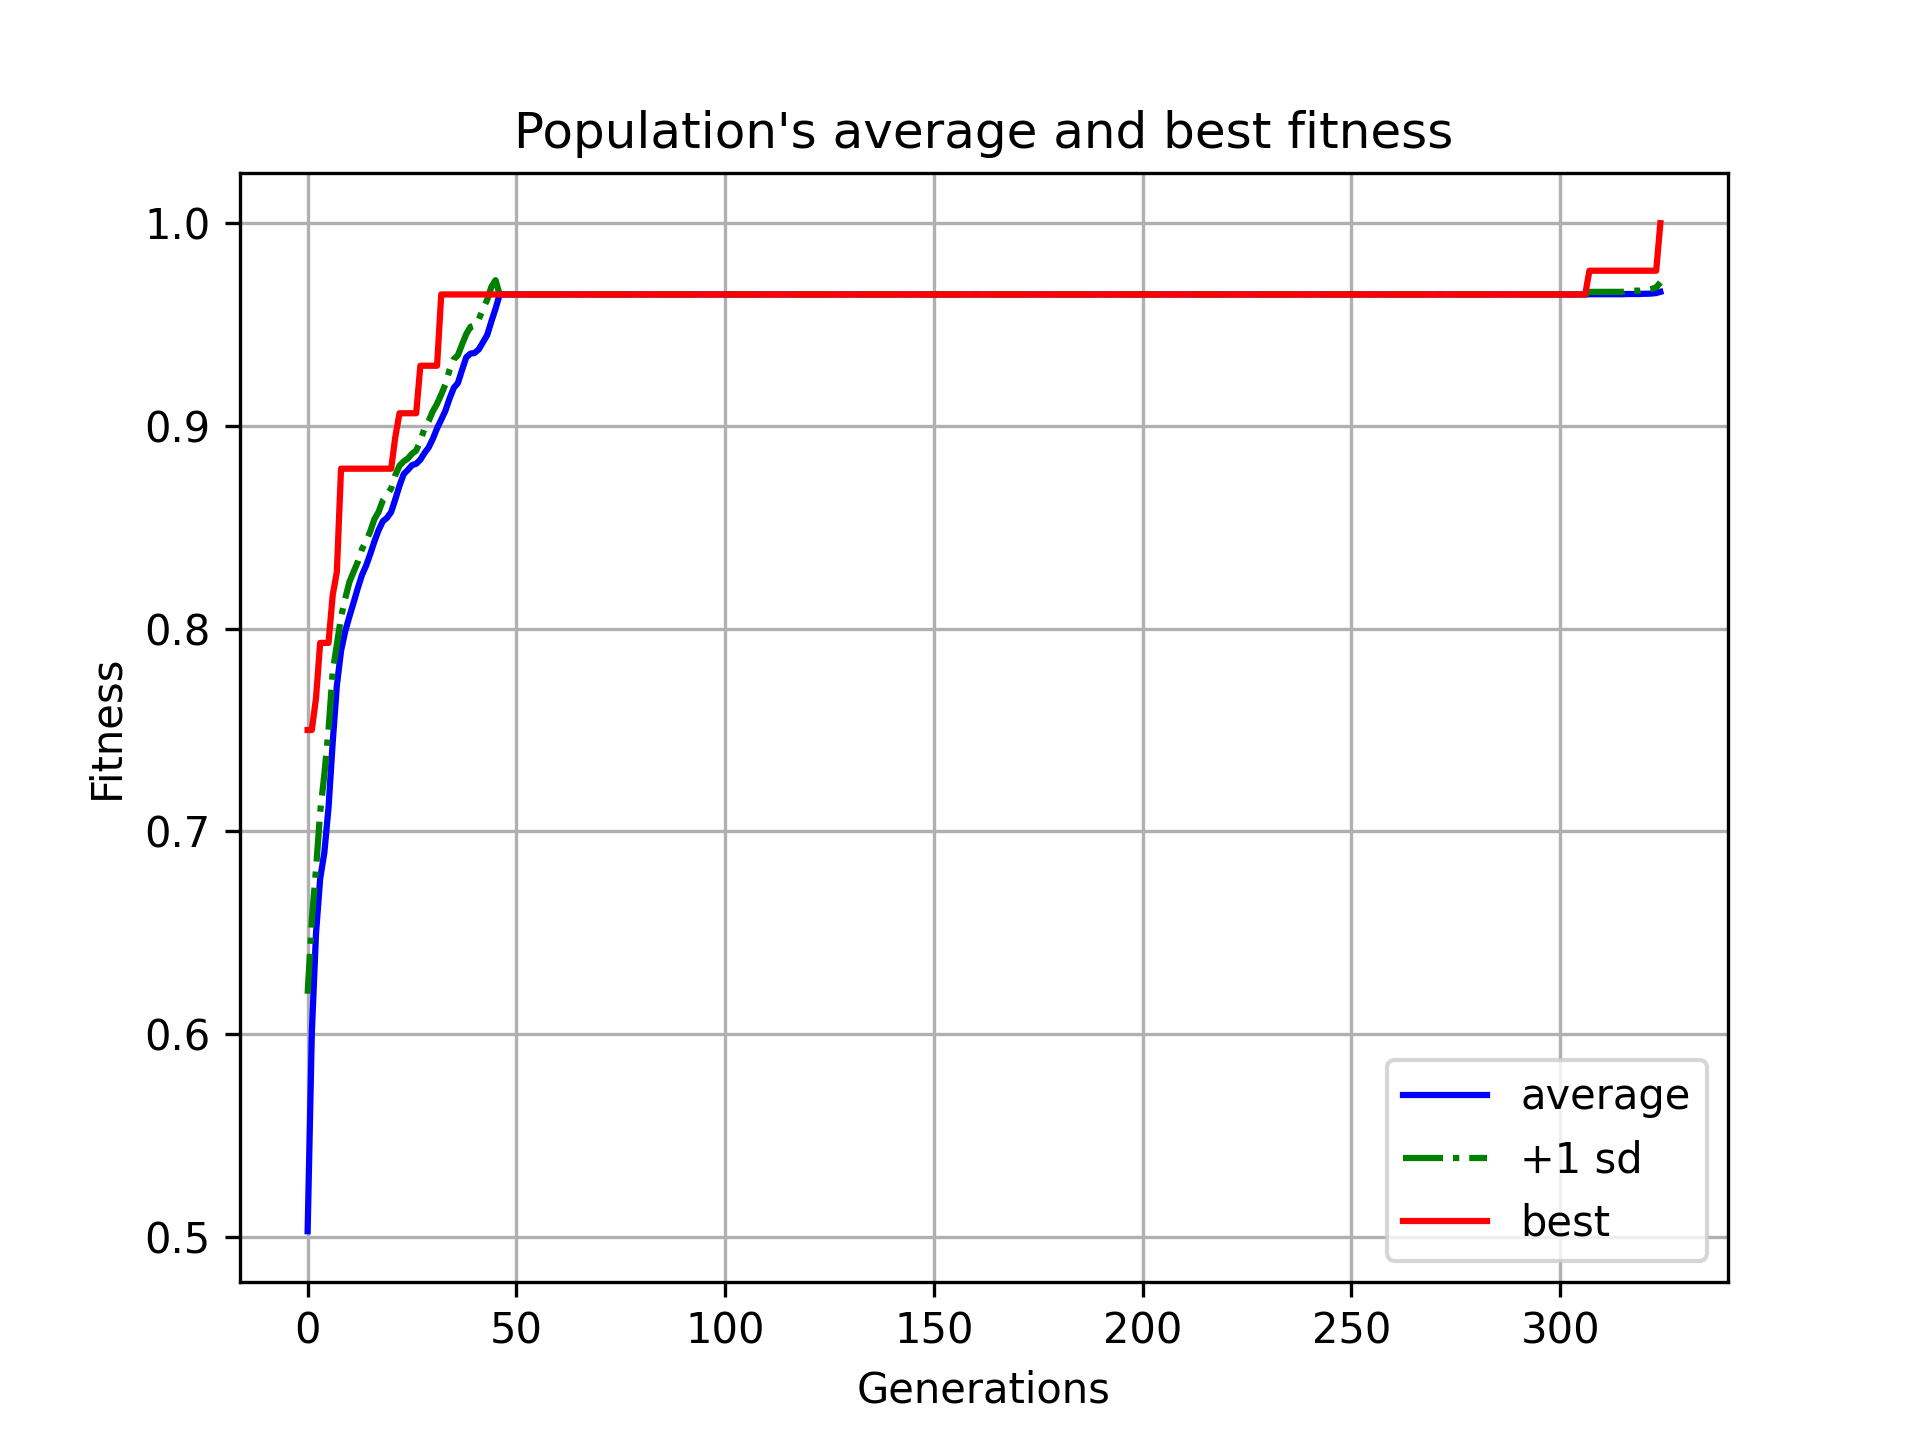 Population's average and best fitness
1.0
0.9
0.8
0.7
0.6
0.5
Fitness
0 50 100 150 200 250 300
Generations
average
+1 sd
best